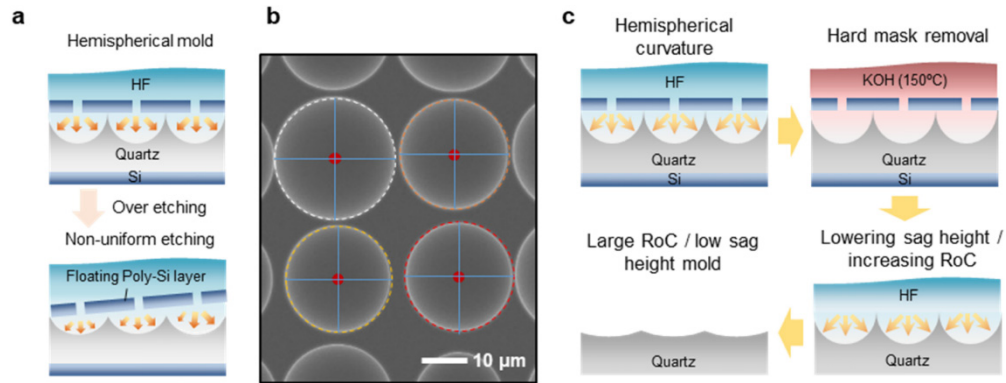 a
Hemispherical mold
HF
Quartz
Si
Over etching
Non-uniform etching
Floating Poly-Si layer
b
10 μm
c
Hemispherical
curvature
HF
Quartz
Si
Hard mask removal
KOH (150ºC)
Quartz
Si
Lowering sag height /
increasing RoC
HF
Quartz
Large RoC / low sag
height mold
Quartz